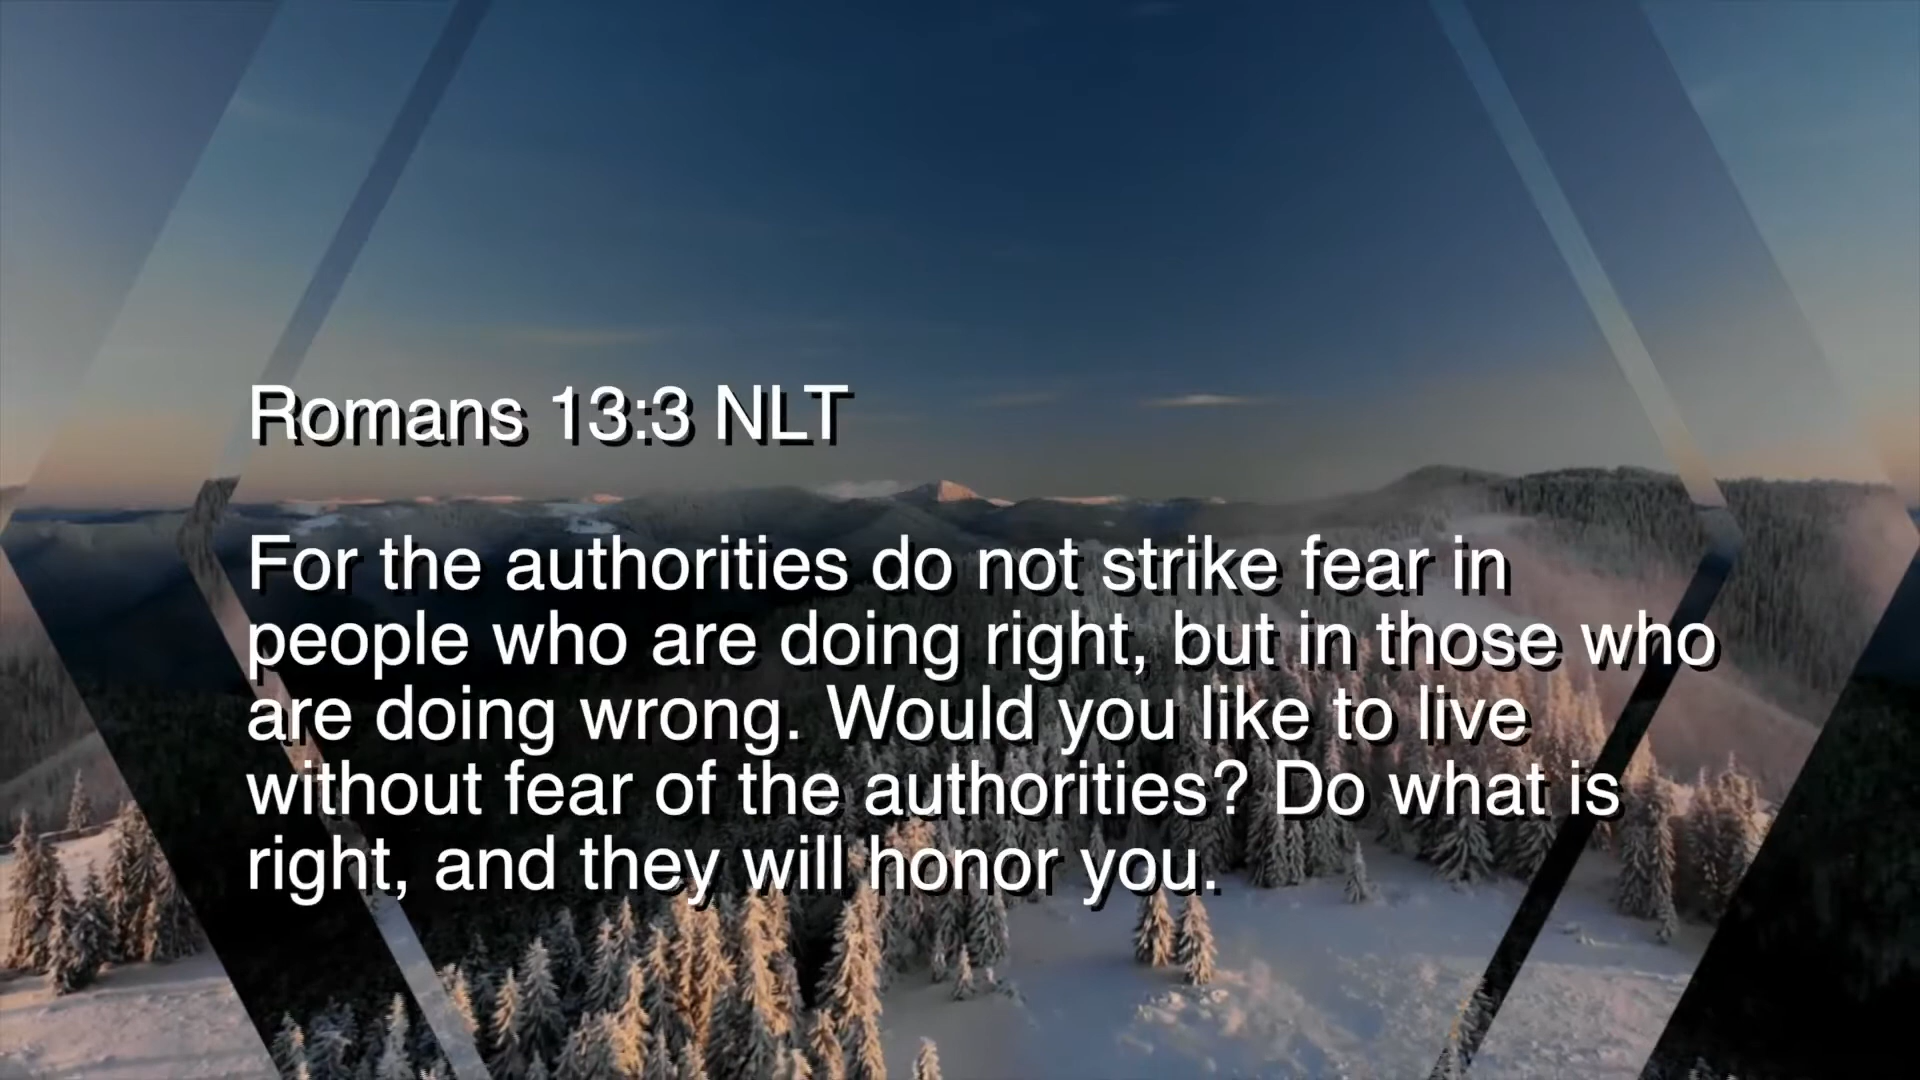 Romans 13:3 NLT
For the authorities do not strike fear in
people who are doing right, but in those who
are doing wrong. Would you like to live
without fear of the authorities? Do what is
right, and they will honor you.